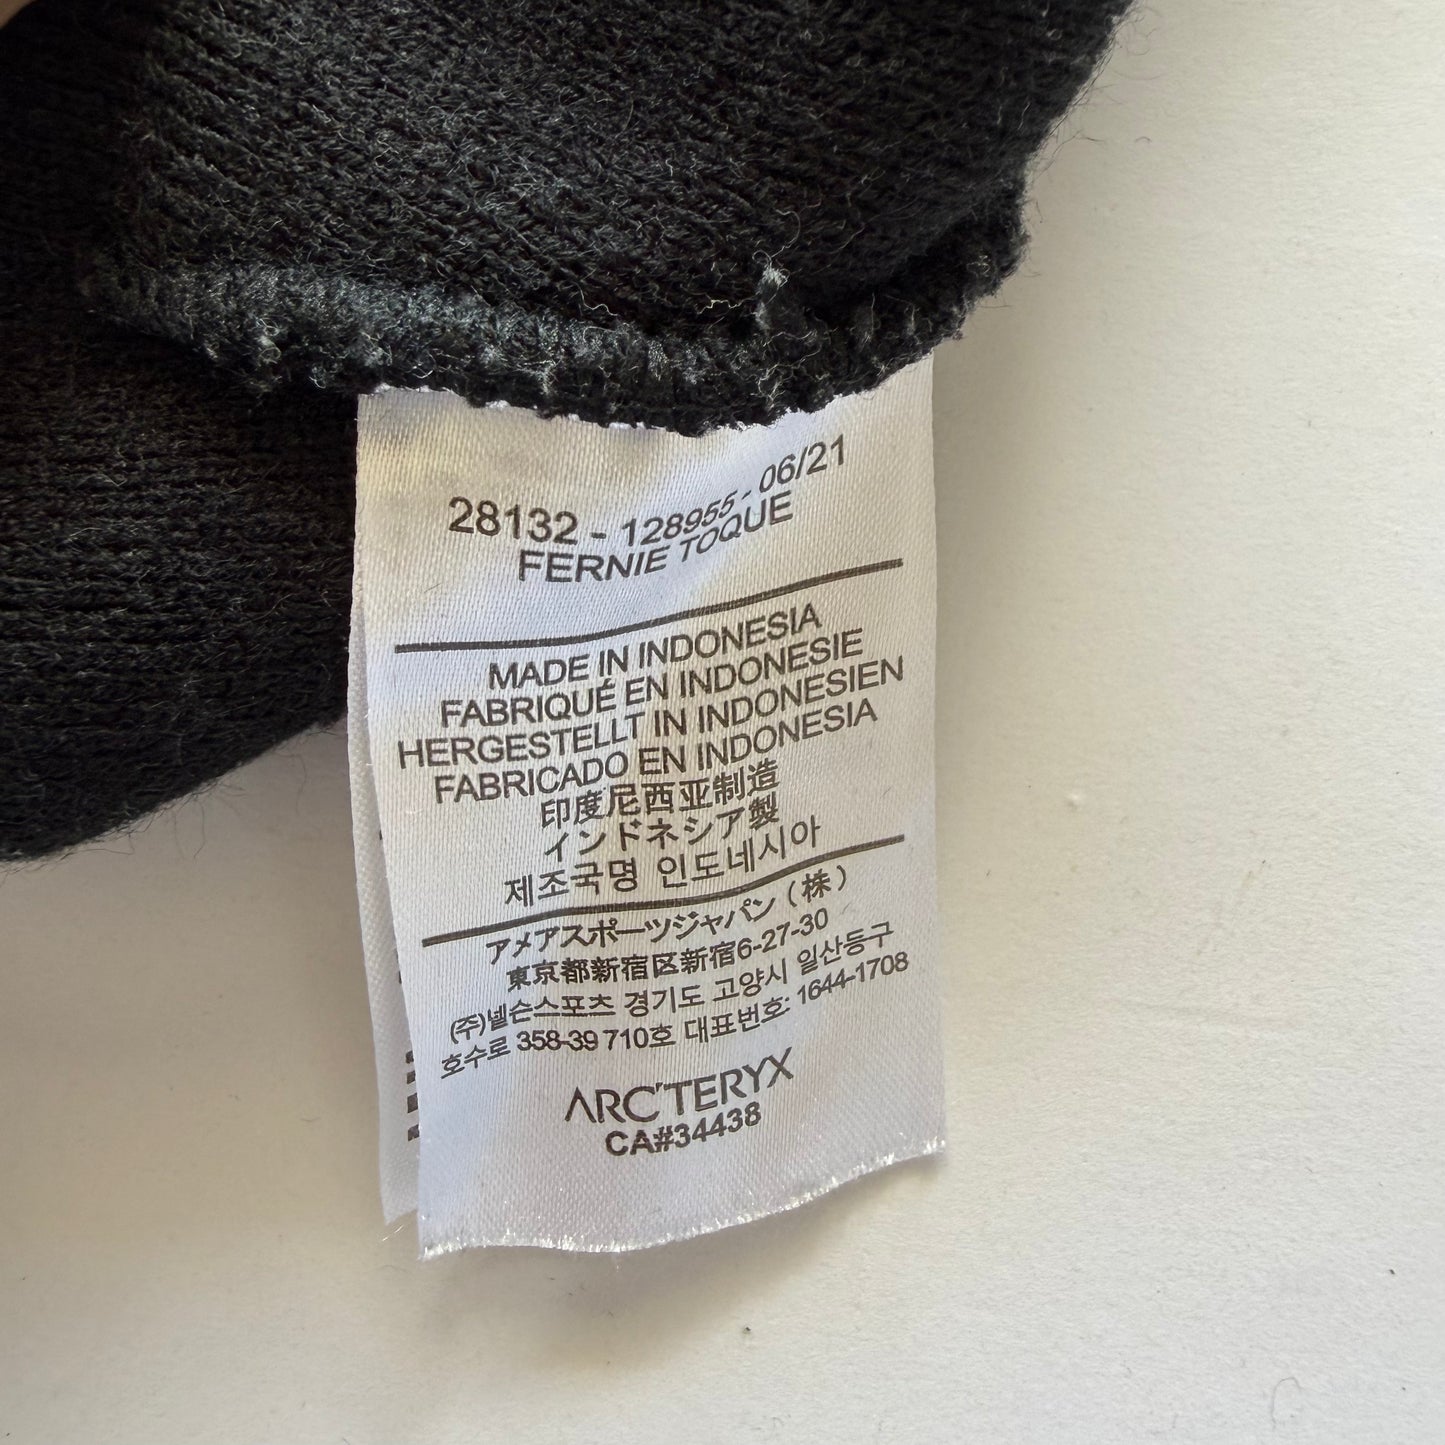 28132 - 128955 - 06/21
FERNIE TOQUE
MADE IN INDONESIA
FABRIQUÉ EN INDONESIE
HERGESTELLT IN INDONESIEN
FABRICADO EN INDONESIA
印度尼西亚制造
インドネシア製
제조국명 인도네시아
アメアスポーツジャパン（株）
東京都新宿区新宿6-27-30
(주)넬슨스포츠 경기도 고양시 일산동구
호수로 358-39 710호 대표번호: 1644-1708
ARC'TERYX
CA#34438